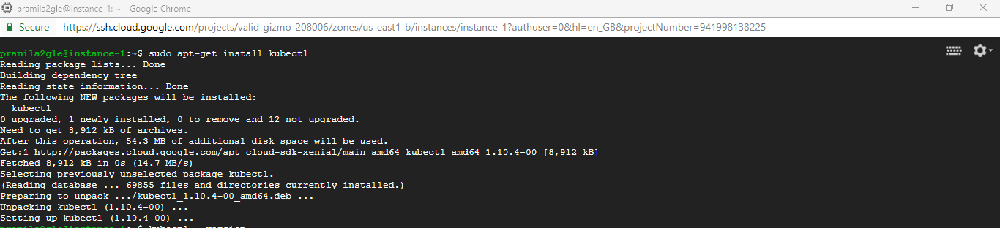 pramila2gle@instance-1: ~ - Google Chrome
Secure | https://ssh.cloud.google.com/projects/valid-gizmo-208006/zones/us-east1-b/instances/instance-1?authuser=0&hl=en_GB&projectNumber=941998138225
pramila2gle@instance-1:~$ sudo apt-get install kubectl
Reading package lists... Done
Building dependency tree
Reading state information... Done
The following NEW packages will be installed:
  kubectl
0 upgraded, 1 newly installed, 0 to remove and 12 not upgraded.
Need to get 8,912 kB of archives.
After this operation, 54.3 MB of additional disk space will be used.
Get:1 http://packages.cloud.google.com/apt cloud-sdk-xenial/main amd64 kubectl amd64 1.10.4-00 [8,912 kB]
Fetched 8,912 kB in 0s (14.7 MB/s)
Selecting previously unselected package kubectl.
(Reading database ... 69855 files and directories currently installed.)
Preparing to unpack .../kubectl_1.10.4-00_amd64.deb ...
Unpacking kubectl (1.10.4-00) ...
Setting up kubectl (1.10.4-00) ...